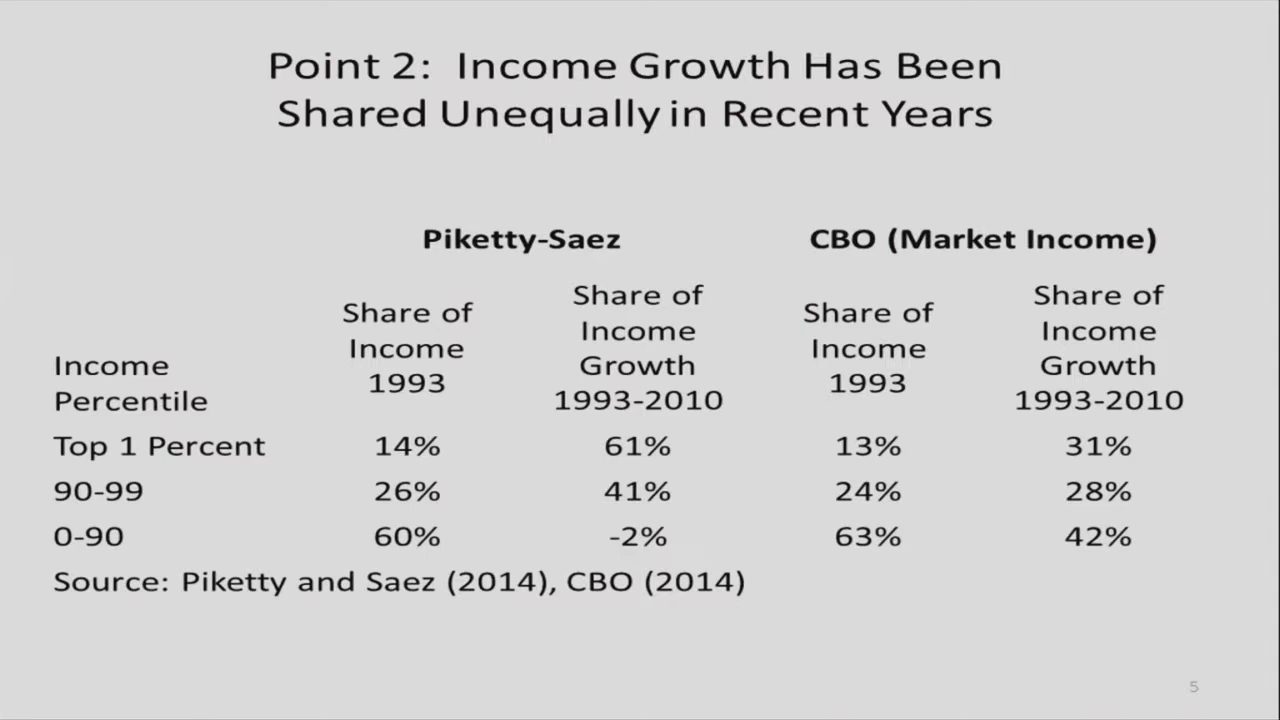 Point 2: Income Growth Has Been
Shared Unequally in Recent Years
Piketty-Saez CBO (Market Income)
Income Percentile Share of Income 1993 Share of Income Growth 1993-2010 Share of Income 1993 Share of Income Growth 1993-2010
Top 1 Percent 14% 61% 13% 31%
90-99 26% 41% 24% 28%
0-90 60% -2% 63% 42%
Source: Piketty and Saez (2014), CBO (2014)
5